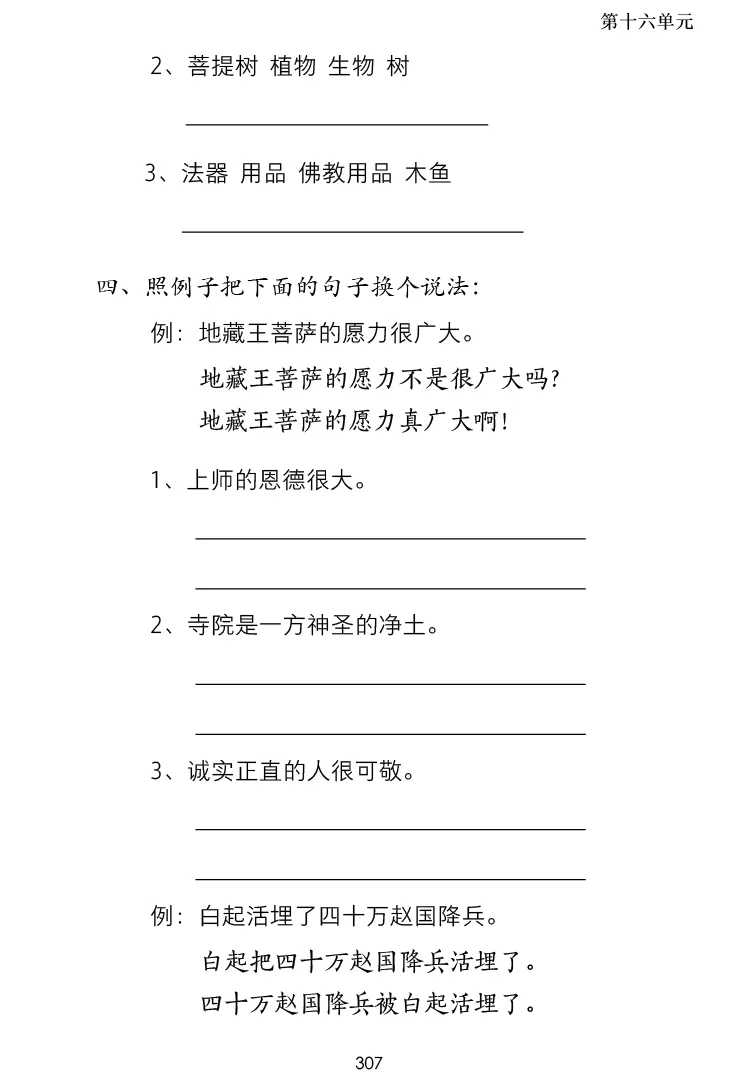 第十六单元
2、菩提树 植物 生物 树
3、法器 用品 佛教用品 木鱼
四、照例子把下面的句子换个说法：
例：地藏王菩萨的愿力很广大。
地藏王菩萨的愿力不是很广大吗？
地藏王菩萨的愿力真广大啊！
1、上师的恩德很大。
2、寺院是一方神圣的净土。
3、诚实正直的人很可敬。
例：白起活埋了四十万赵国降兵。
白起把四十万赵国降兵活埋了。
四十万赵国降兵被白起活埋了。
307